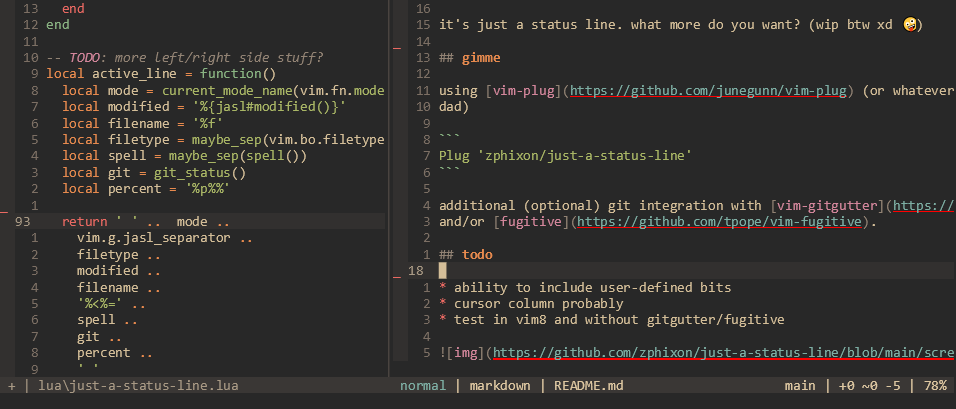 13       end
12 end
11
10 -- TODO: more left/right side stuff?
 9 local active_line = function()
 8   local mode = current_mode_name(vim.fn.mode
 7   local modified = '%{jasl#modified()}'
 6   local filename = '%f'
 5   local filetype = maybe_sep(vim.bo.filetype
 4   local spell = maybe_sep(spell())
 3   local git = git_status()
 2   local percent = '%p%%'
 1
93   return ' ' ..  mode ..
 1     vim.g.jasl_separator ..
 2     filetype ..
 3     modified ..
 4     filename ..
 5     '%<%=' ..
 6     spell ..
 7     git ..
 8     percent ..
 9     ' '
+ | lua\just-a-status-line.lua
16
15 it's just a status line. what more do you want? (wip btw xd 🤪)
14
13 ## gimme
12
11 using [vim-plug](https://github.com/junegunn/vim-plug) (or whatever
10 dad)
 9
 8 ```
 7 Plug 'zphixon/just-a-status-line'
 6 ```
 5
 4 additional (optional) git integration with [vim-gitgutter](https://
 3 and/or [fugitive](https://github.com/tpope/vim-fugitive).
 2
 1 ## todo
18
 1 * ability to include user-defined bits
 2 * cursor column probably
 3 * test in vim8 and without gitgutter/fugitive
 4
 5 ![img](https://github.com/zphixon/just-a-status-line/blob/main/scre
normal | markdown | README.md main | +0 ~0 -5 | 78%